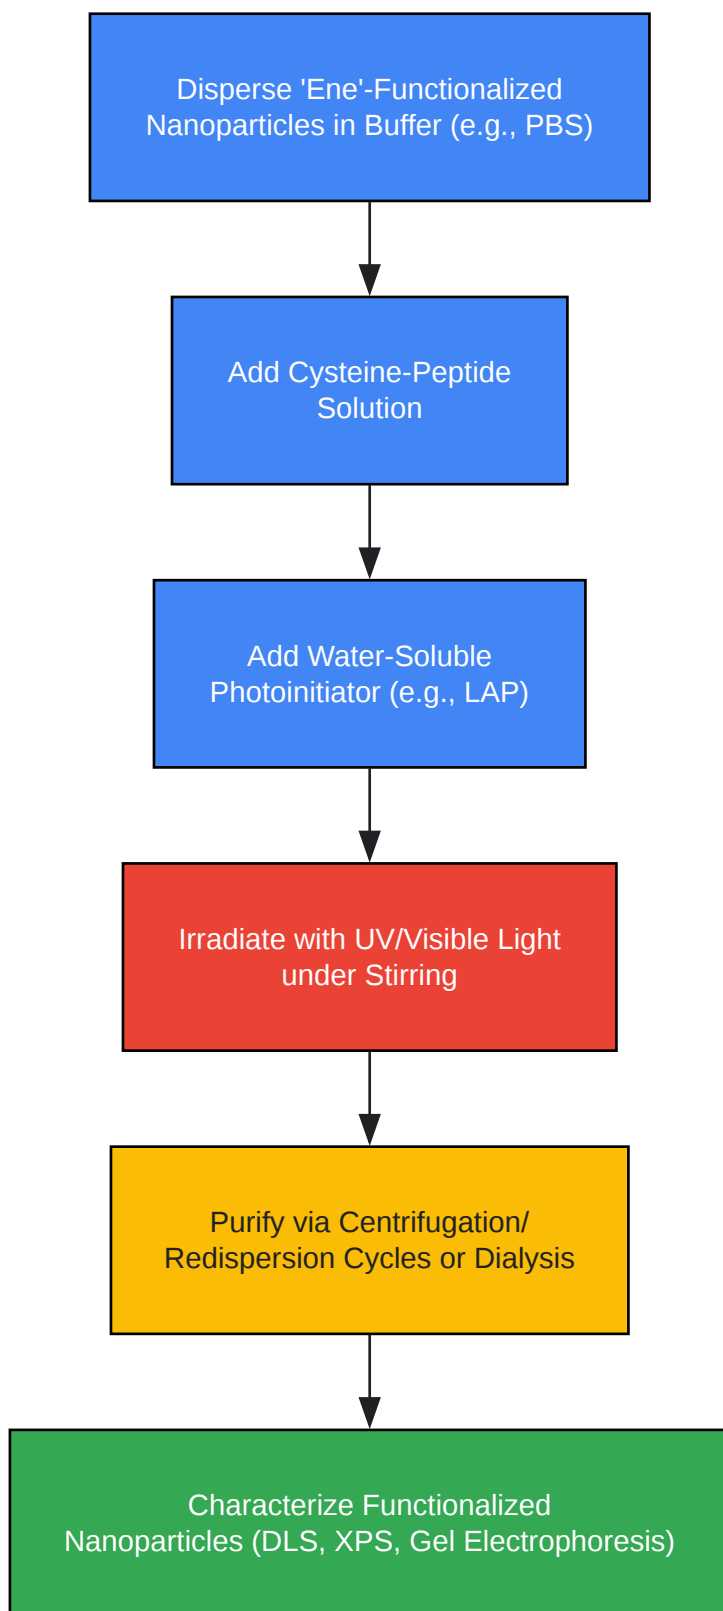 Disperse 'Ene'-Functionalized
Nanoparticles in Buffer (e.g., PBS)
Add Cysteine-Peptide
Solution
Add Water-Soluble
Photoinitiator (e.g., LAP)
Irradiate with UV/Visible Light
under Stirring
Purify via Centrifugation/
Redispersion Cycles or Dialysis
Characterize Functionalized
Nanoparticles (DLS, XPS, Gel Electrophoresis)